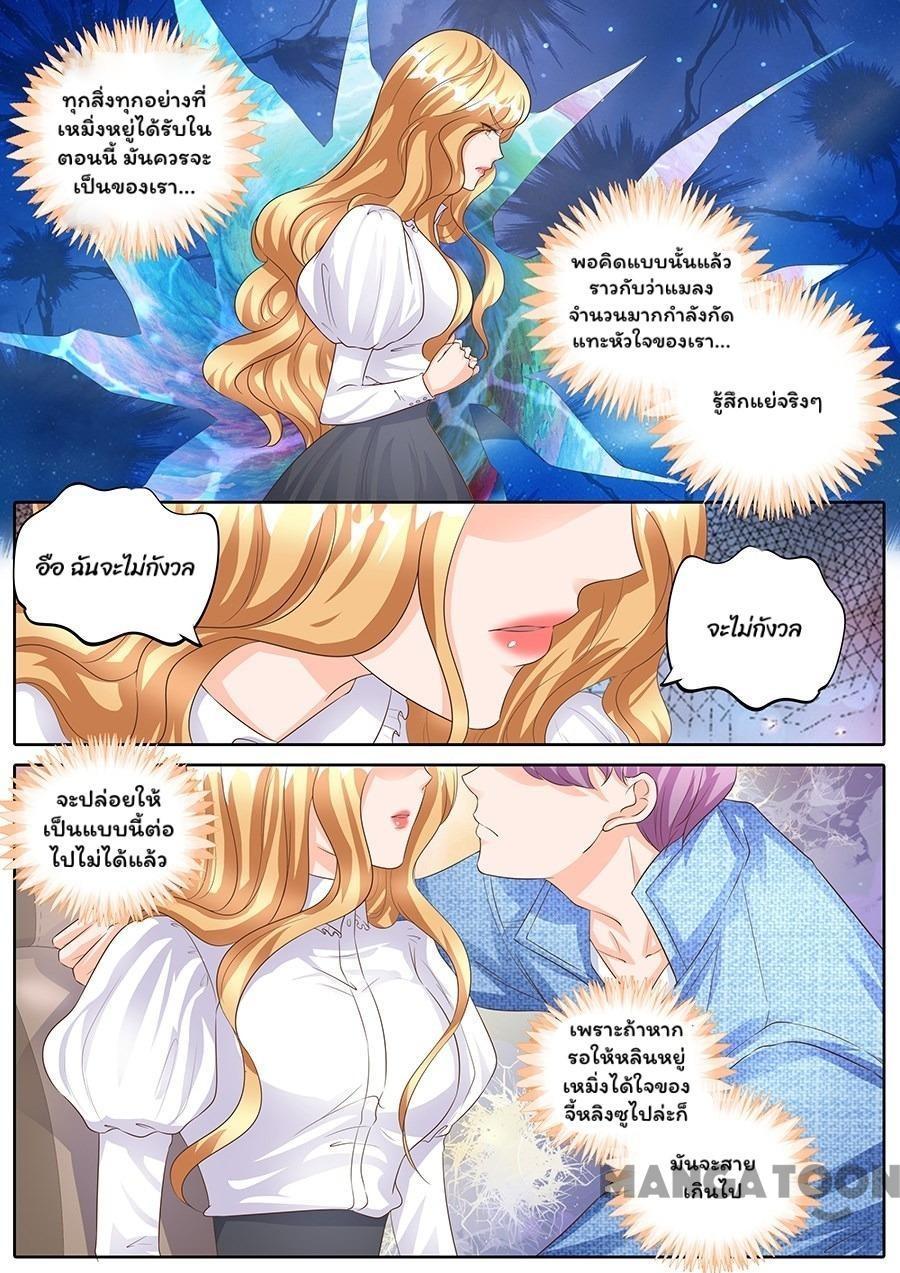 ทุกสิ่งทุกอย่างที่
เหมิ่งหยู่ได้รับใน
ตอนนี้ มันควรจะ
เป็นของเรา...
พอคิดแบบนั้นแล้ว
ราวกับว่าแมลง
จำนวนมากกำลังกัด
แทะหัวใจของเรา...
รู้สึกแย่จริงๆ
อือ ฉันจะไม่กังวล
จะไม่กังวล
จะปล่อยให้
เป็นแบบนี้ต่อ
ไปไม่ได้แล้ว
เพราะถ้าหาก
รอให้หลินหยู่
เหมิ่งได้ใจของ
จี้หลิงซูไปล่ะก็
มันจะสาย
เกินไป
MANGATOON